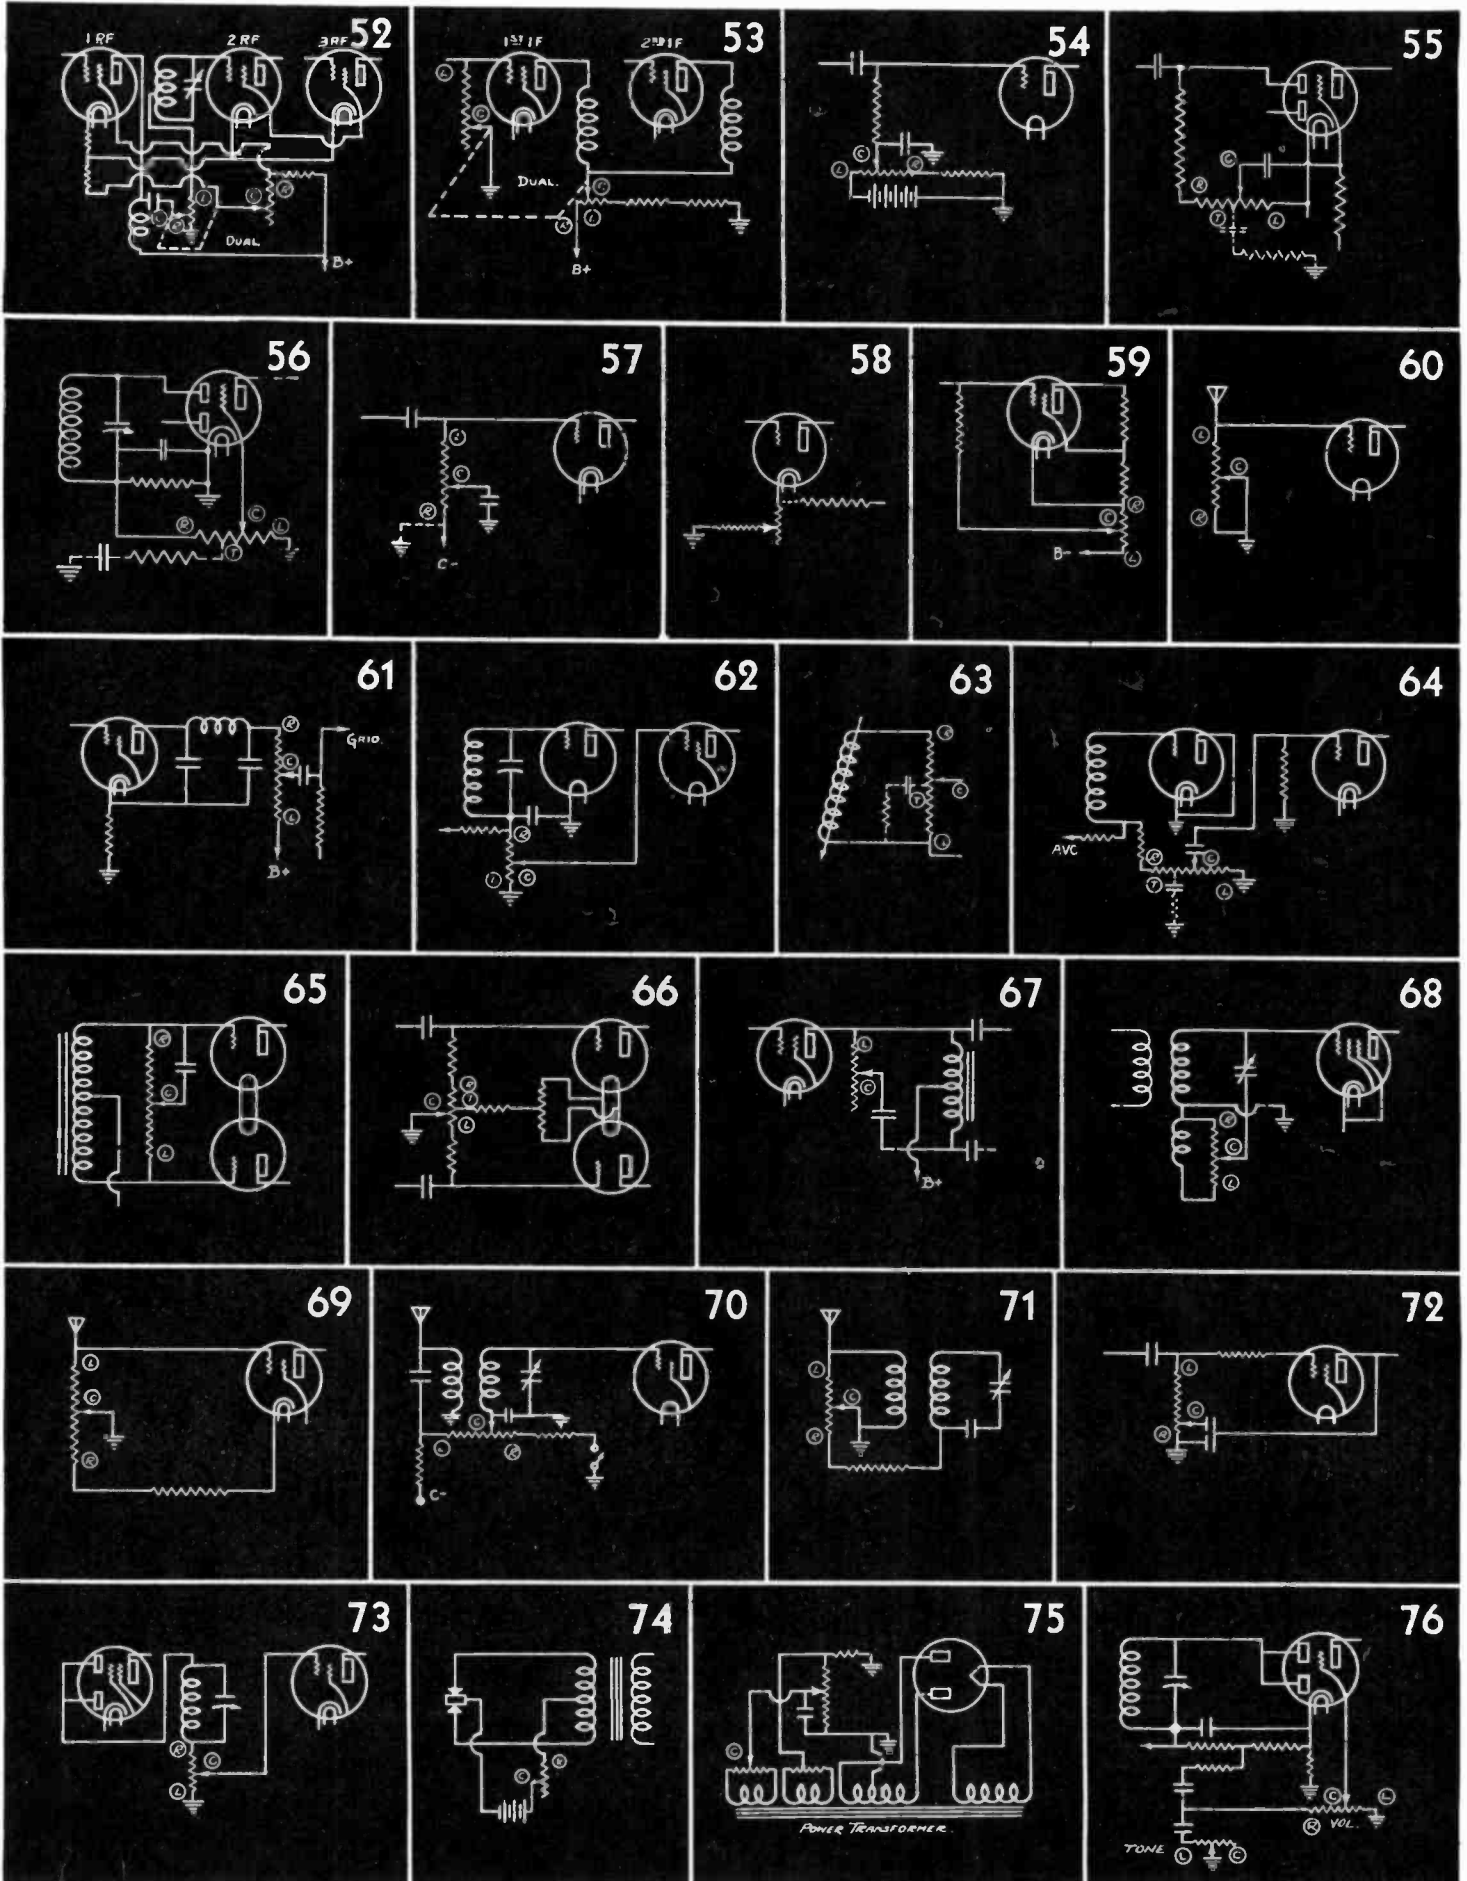 52
1 RF 2 RF 3 RF
L
C R L C R
DUAL
B+
53
1ST IF 2ND IF
L
C
DUAL.
C
R L
B+
54
C
L R
55
C
R
T L
56
R C L
T
57
L
C
R
C-
58
59
R
C
B- L
60
L
C
R
61
R
GRID.
C
L
B+
62
R
L C
63
R
T C
L
64
AVC
R C
T L
65
R
C
L
66
R
C T
L
67
L
C
B+
68
R
C
L
69
L
C
R
70
C
L R
C-
71
L
C
R
72
L
C
R
73
R C
L
74
C R
75
C
POWER TRANSFORMER.
76
C L
R VOL.
TONE L C